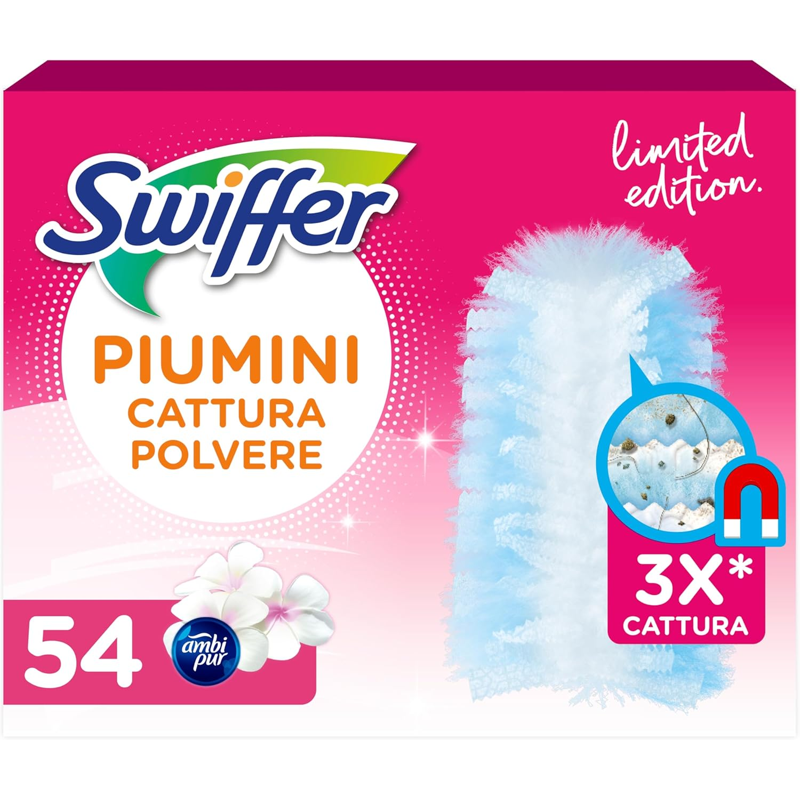 limited
edition.
Swiffer
PIUMINI
CATTURA
POLVERE
3X*
CATTURA
54
ambi
pur